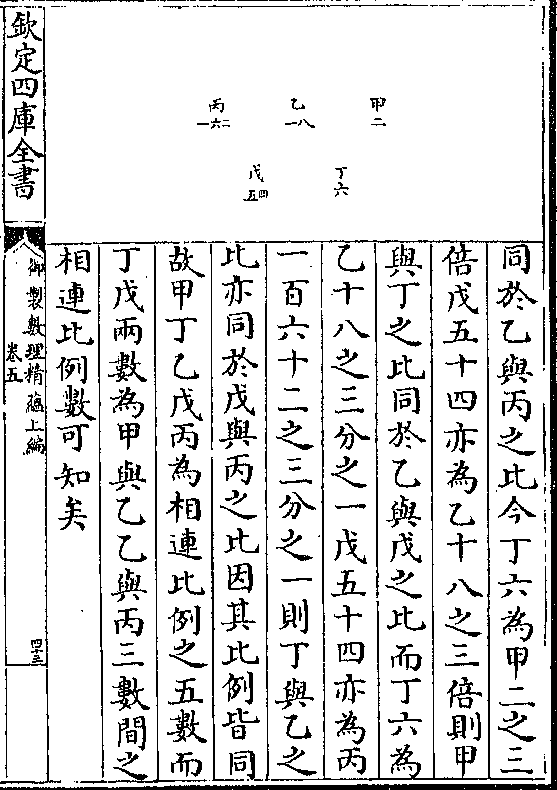 甲二
乙一八
丙一六二
丁六
戊五四
同於乙與丙之比今丁六為甲二之三
倍戊五十四亦為乙十八之三倍則甲
與丁之比同於乙與戊之比而丁六為
乙十八之三分之一戊五十四亦為丙
一百六十二之三分之一則丁與乙之
比亦同於戊與丙之比因其比例皆同
故甲丁乙戊丙為相連比例之五數而
丁戊兩數為甲與乙乙與丙三數間之
相連比例數可知矣
欽定四庫全書
御製數理精蘊上編
卷五
四十三